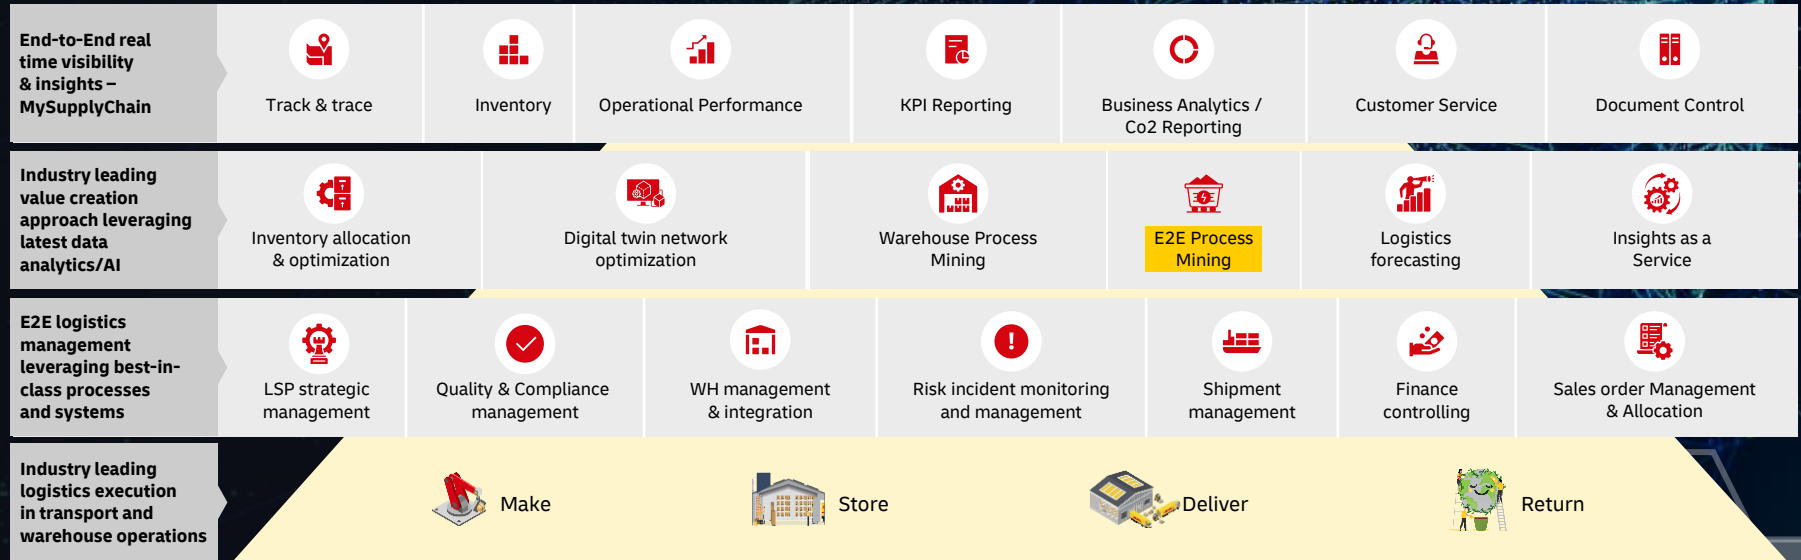 End-to-End real
time visibility
& insights –
MySupplyChain
Track & trace
Inventory
Operational Performance
KPI Reporting
Business Analytics /
Co2 Reporting
Customer Service
Document Control
Industry leading
value creation
approach leveraging
latest data
analytics/AI
Inventory allocation
& optimization
Digital twin network
optimization
Warehouse Process
Mining
E2E Process
Mining
Logistics
forecasting
Insights as a
Service
E2E logistics
management
leveraging best-in-
class processes
and systems
LSP strategic
management
Quality & Compliance
management
WH management
& integration
Risk incident monitoring
and management
Shipment
management
Finance
controlling
Sales order Management
& Allocation
Industry leading
logistics execution
in transport and
warehouse operations
Make
Store
Deliver
Return